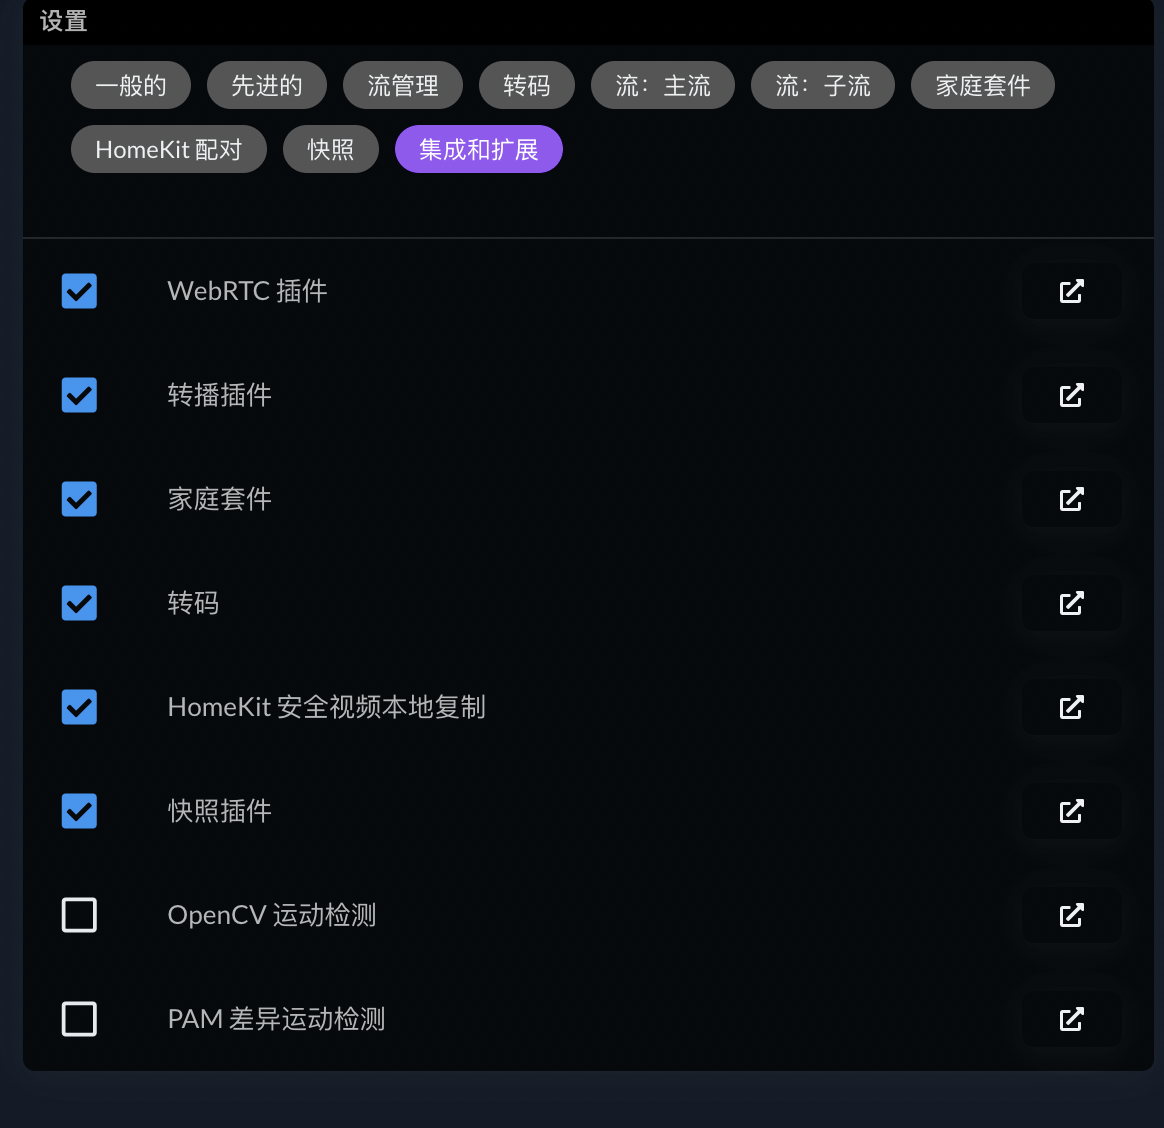 设置
一般的 先进的 流管理 转码 流：主流 流：子流 家庭套件
HomeKit 配对 快照 集成和扩展
WebRTC 插件
转播插件
家庭套件
转码
HomeKit 安全视频本地复制
快照插件
OpenCV 运动检测
PAM 差异运动检测